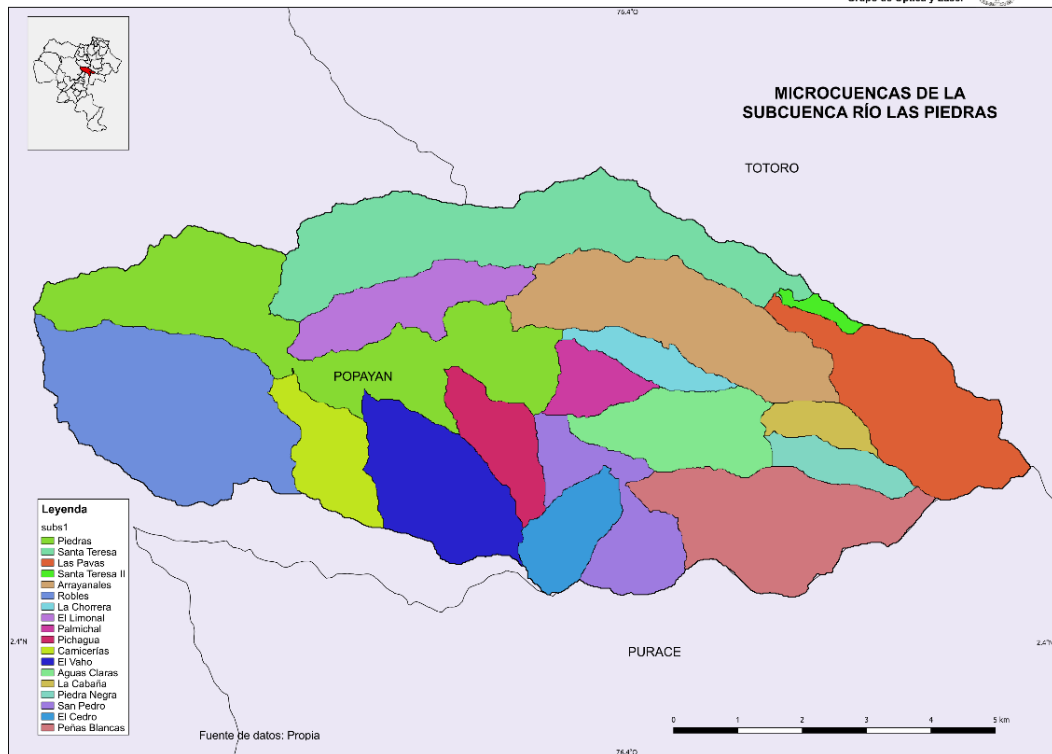 76.4°O
MICROCUENCAS DE LA
SUBCUENCA RÍO LAS PIEDRAS
TOTORO
POPAYAN
Leyenda
subs1
Piedras
Santa Teresa
Las Pavas
Santa Teresa II
Arrayanales
Robles
La Chorrera
El Limonal
Palmichal
Pichagua
Carnicerías
El Vaho
Aguas Claras
La Cabaña
Piedra Negra
San Pedro
El Cedro
Peñas Blancas
2.4°N
2.4°N
PURACE
0 1 2 3 4 5 km
Fuente de datos: Propia
76.4°O